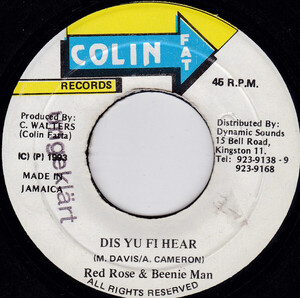 COLIN
FAT
RECORDS
45 R.P.M.
Produced By:
C. WALTERS
(Colin Fatta)
(C) (P) 1993
MADE IN
JAMAICA
ungeklärt
Distributed By:
Dynamic Sounds
15 Bell Road,
Kingston 11.
Tel: 923-9138 - 9
923-9168
DIS YU FI HEAR
(M. DAVIS/A. CAMERON)
Red Rose & Beenie Man
ALL RIGHTS RESERVED